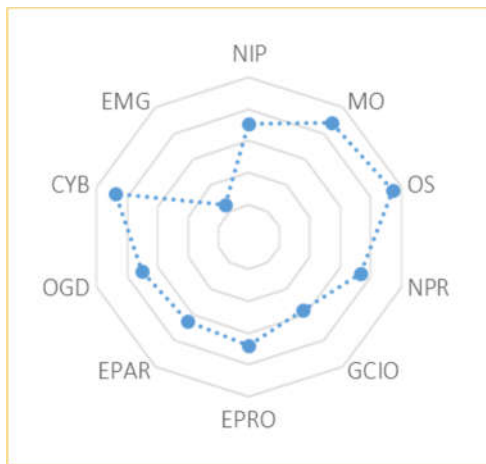 NIP
EMG
MO
CYB
OS
OGD
NPR
EPAR
GCIO
EPRO